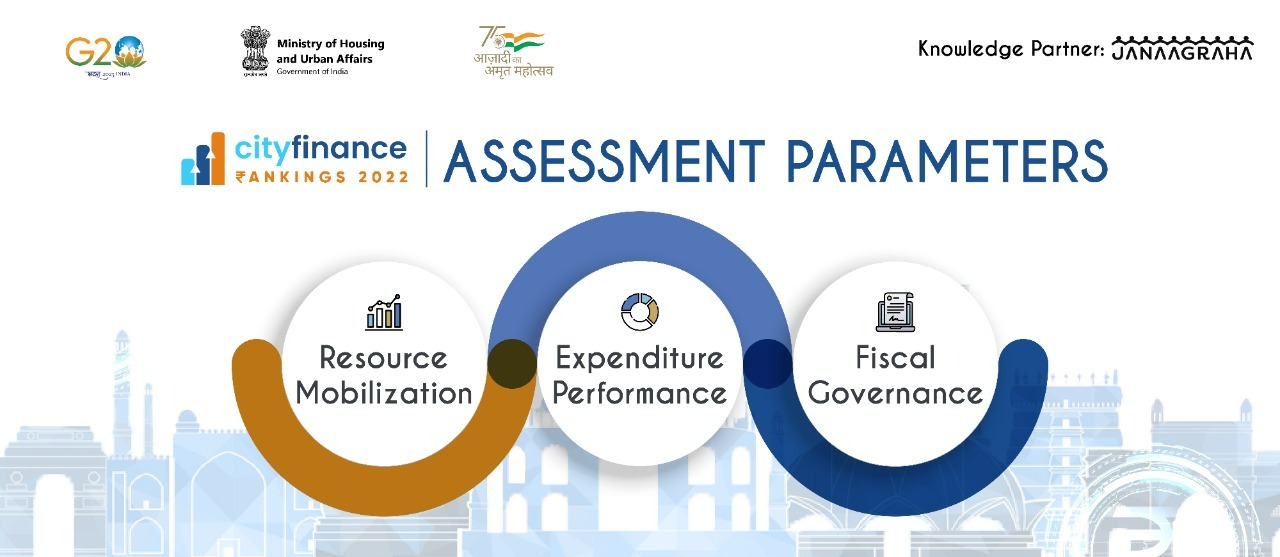 G20
भारत 2023 INDIA
सत्यमेव जयते
Ministry of Housing
and Urban Affairs
Government of India
75
आज़ादी का
अमृत महोत्सव
Knowledge Partner: JANAAGRAHA
cityfinance
₹ANKINGS 2022
ASSESSMENT PARAMETERS
Resource
Mobilization
Expenditure
Performance
Fiscal
Governance